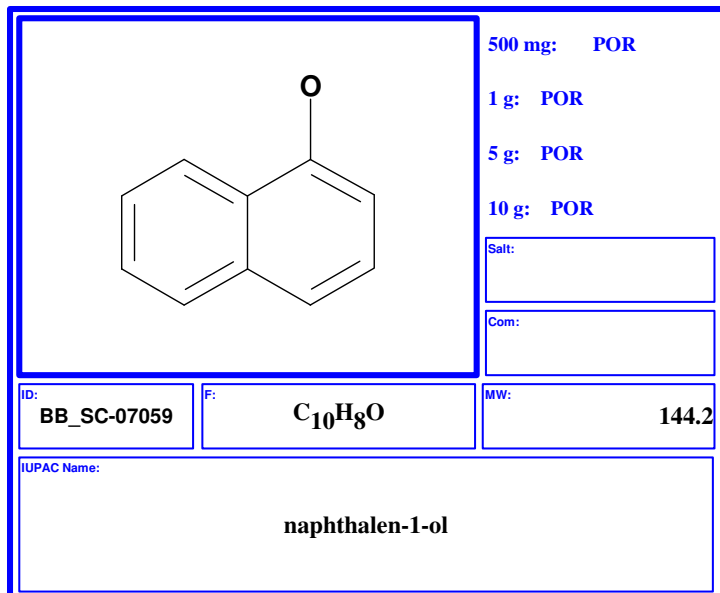 O
500 mg: POR
1 g: POR
5 g: POR
10 g: POR
Salt:
Com:
ID:
BB_SC-07059
F:
C10H8O
MW:
144.2
IUPAC Name:
naphthalen-1-ol